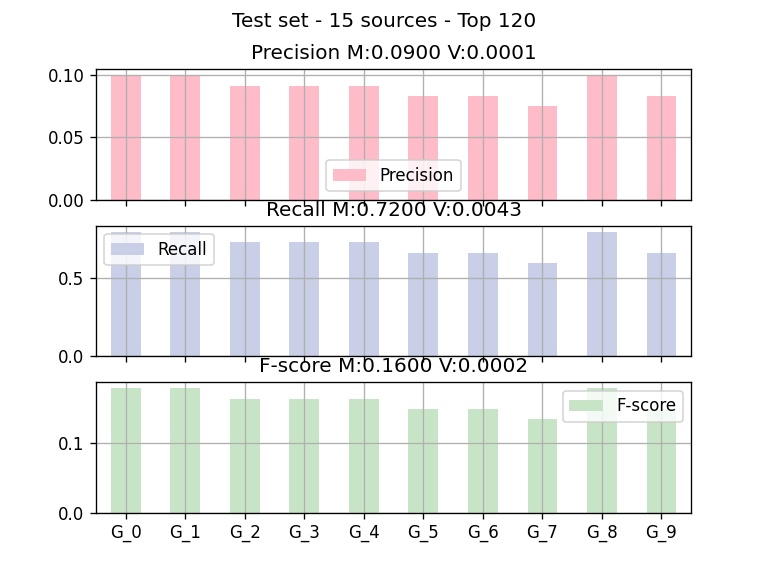 Test set - 15 sources - Top 120
Precision M:0.0900 V:0.0001
0.10
0.05
0.00
Precision
Recall M:0.7200 V:0.0043
0.5
0.0
Recall
F-score M:0.1600 V:0.0002
0.1
0.0
F-score
G_0 G_1 G_2 G_3 G_4 G_5 G_6 G_7 G_8 G_9